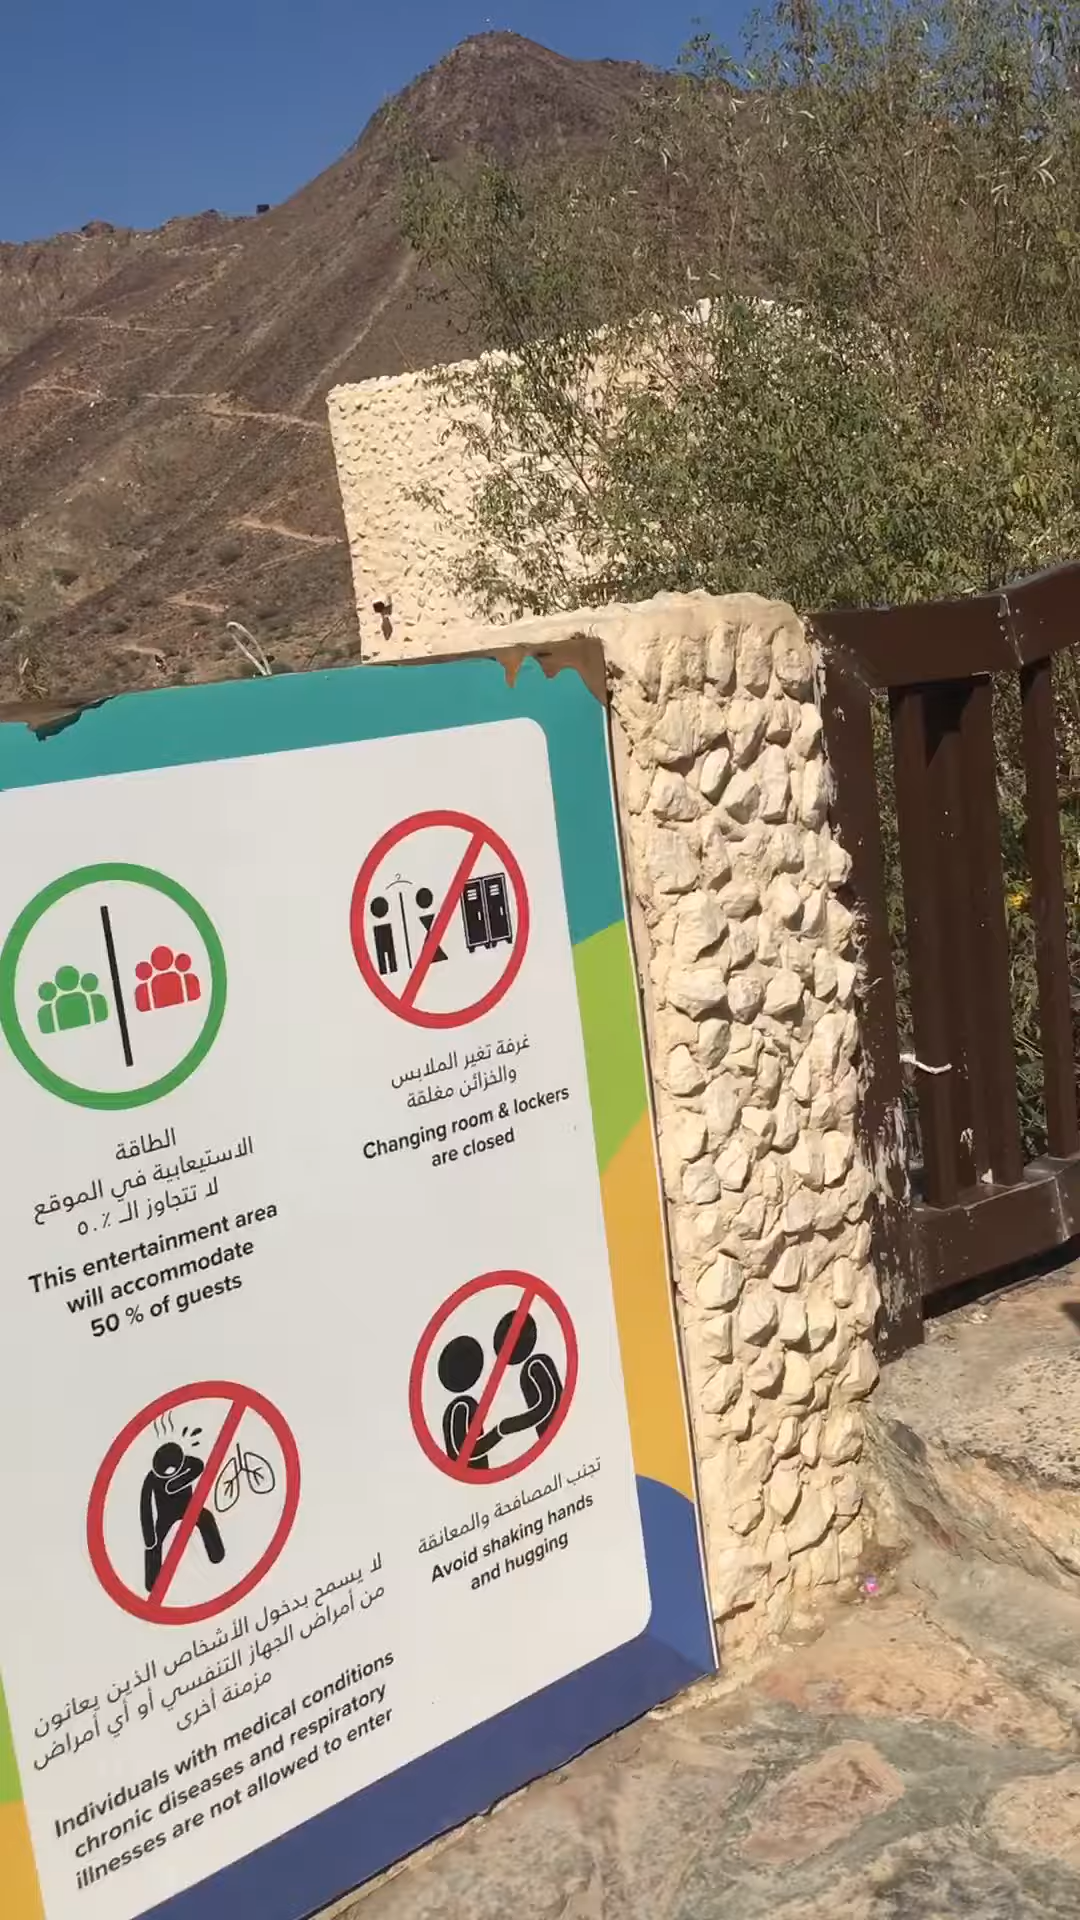 الطاقة
الاستيعابية في الموقع
لا تتجاوز الـ ٥٠٪
This entertainment area
will accommodate
50 % of guests
غرفة تغير الملابس
والخزائن مغلقة
Changing room & lockers
are closed
لا يسمح بدخول الأشخاص الذين يعانون
من أمراض الجهاز التنفسي أو أي أمراض
مزمنة أخرى
Individuals with medical conditions
chronic diseases and respiratory
illnesses are not allowed to enter
تجنب المصافحة والمعانقة
Avoid shaking hands
and hugging